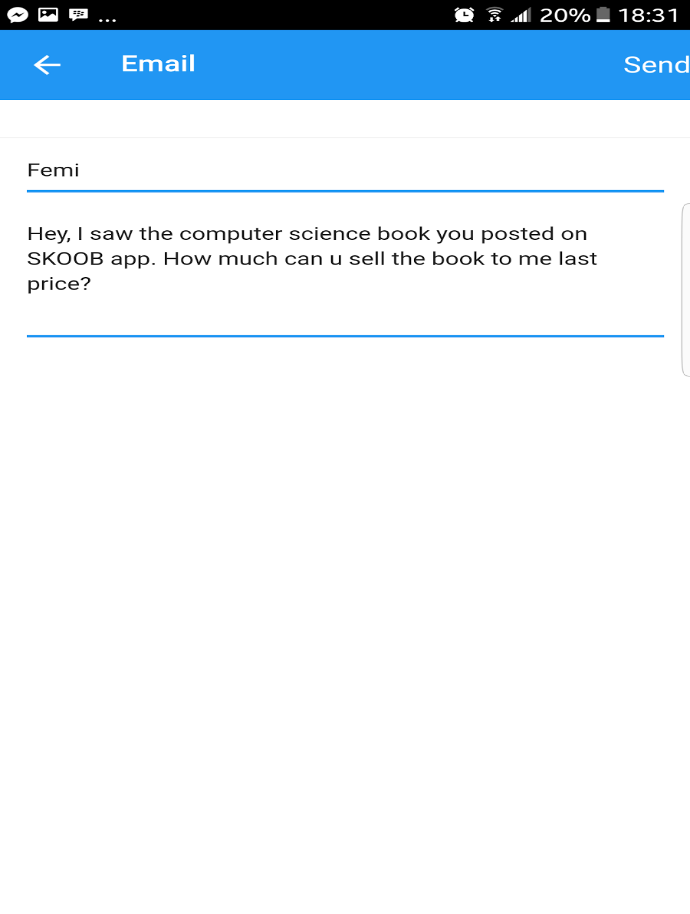 ... 20% 18:31
Email Send
Femi
Hey, I saw the computer science book you posted on
SKOOB app. How much can u sell the book to me last
price?